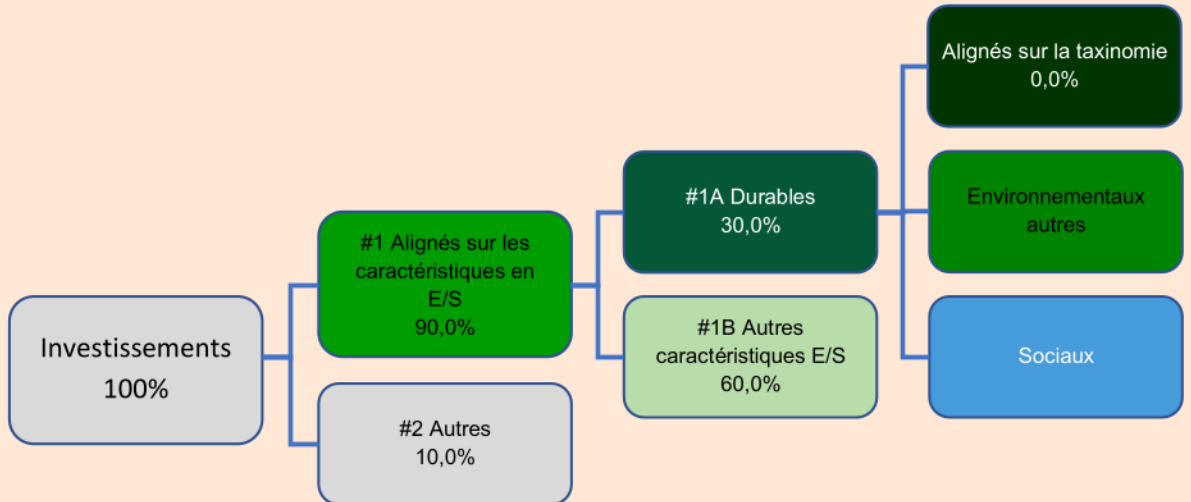 Investissements
100%
#1 Alignés sur les
caractéristiques en
E/S
90,0%
#2 Autres
10,0%
#1A Durables
30,0%
#1B Autres
caractéristiques E/S
60,0%
Alignés sur la taxinomie
0,0%
Environnementaux
autres
Sociaux